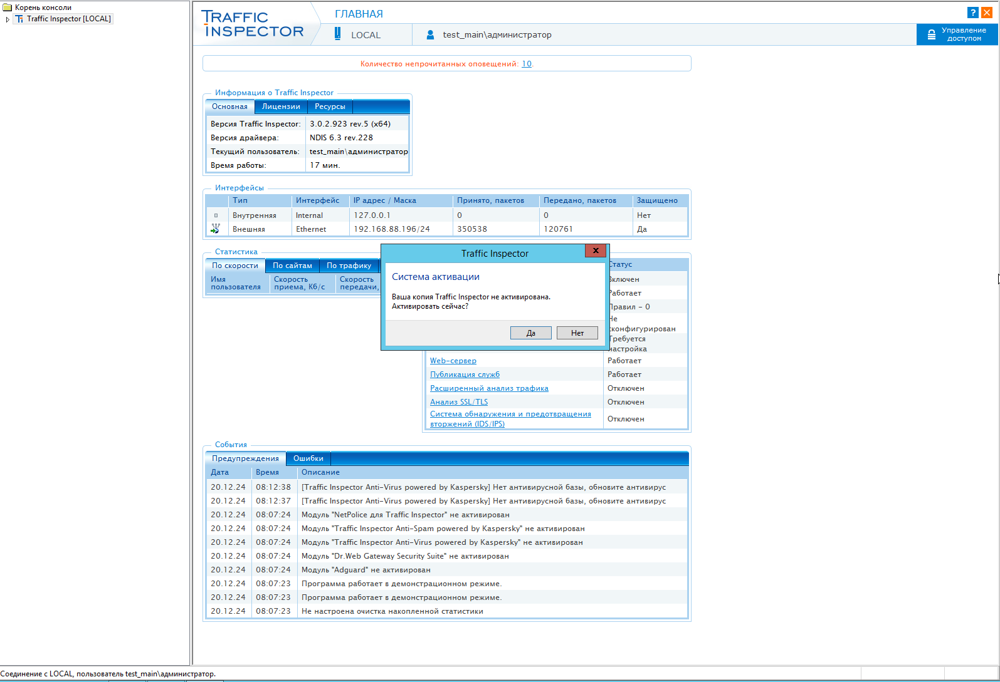 Корень консоли
Traffic Inspector [LOCAL]
TRAFFIC INSPECTOR
ГЛАВНАЯ
?
LOCAL
test_main\администратор
Управление доступом
Количество непрочитанных оповещений: 10.
Информация о Traffic Inspector
Основная Лицензии Ресурсы
Версия Traffic Inspector: 3.0.2.923 rev.5 (x64)
Версия драйвера: NDIS 6.3 rev.228
Текущий пользователь: test_main\администратор
Время работы: 17 мин.
Интерфейсы
Тип Интерфейс IP адрес / Маска Принято, пакетов Передано, пакетов Защищено
Внутренняя Internal 127.0.0.1 0 0 Нет
Внешняя Ethernet 192.168.88.196/24 350538 120761 Да
Статистика
По скорости По сайтам По трафику
Имя пользователя Скорость приема, Кб/с Скорость передачи,
Traffic Inspector
x
Система активации
Ваша копия Traffic Inspector не активирована.
Активировать сейчас?
Да Нет
Статус
Включен
Работает
Правил - 0
Не
сконфигурирован
Требуется
настройка
Web-сервер Работает
Публикация служб Работает
Расширенный анализ трафика Отключен
Анализ SSL/TLS Отключен
Система обнаружения и предотвращения
вторжений (IDS/IPS) Отключен
События
Предупреждения Ошибки
Дата Время Описание
20.12.24 08:12:38 [Traffic Inspector Anti-Virus powered by Kaspersky] Нет антивирусной базы, обновите антивирус
20.12.24 08:12:37 [Traffic Inspector Anti-Virus powered by Kaspersky] Нет антивирусной базы, обновите антивирус
20.12.24 08:07:24 Модуль "NetPolice для Traffic Inspector" не активирован
20.12.24 08:07:24 Модуль "Traffic Inspector Anti-Spam powered by Kaspersky" не активирован
20.12.24 08:07:24 Модуль "Traffic Inspector Anti-Virus powered by Kaspersky" не активирован
20.12.24 08:07:24 Модуль "Dr.Web Gateway Security Suite" не активирован
20.12.24 08:07:24 Модуль "Adguard" не активирован
20.12.24 08:07:23 Программа работает в демонстрационном режиме.
20.12.24 08:07:23 Программа работает в демонстрационном режиме.
20.12.24 08:07:23 Не настроена очистка накопленной статистики
Соединение с LOCAL, пользователь test_main\администратор.